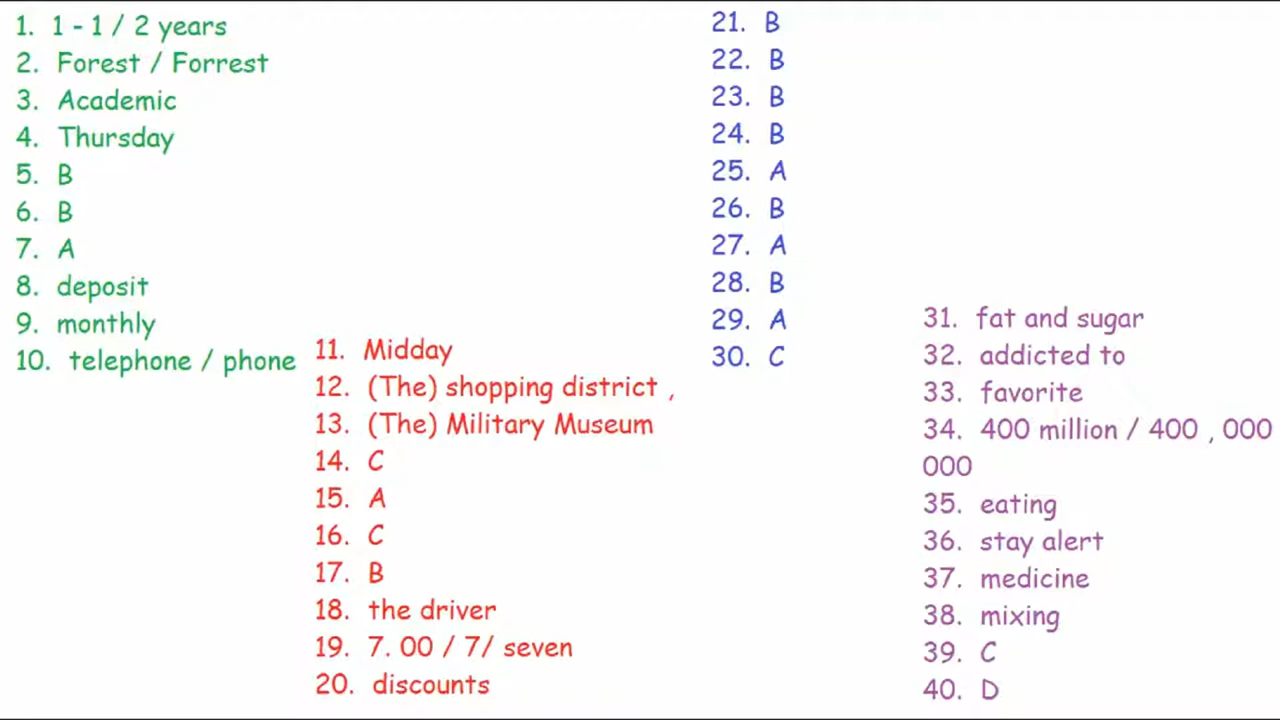 1. 1 - 1 / 2 years
2. Forest / Forrest
3. Academic
4. Thursday
5. B
6. B
7. A
8. deposit
9. monthly
10. telephone / phone
11. Midday
12. (The) shopping district ,
13. (The) Military Museum
14. C
15. A
16. C
17. B
18. the driver
19. 7. 00 / 7/ seven
20. discounts
21. B
22. B
23. B
24. B
25. A
26. B
27. A
28. B
29. A
30. C
31. fat and sugar
32. addicted to
33. favorite
34. 400 million / 400 , 000
000
35. eating
36. stay alert
37. medicine
38. mixing
39. C
40. D